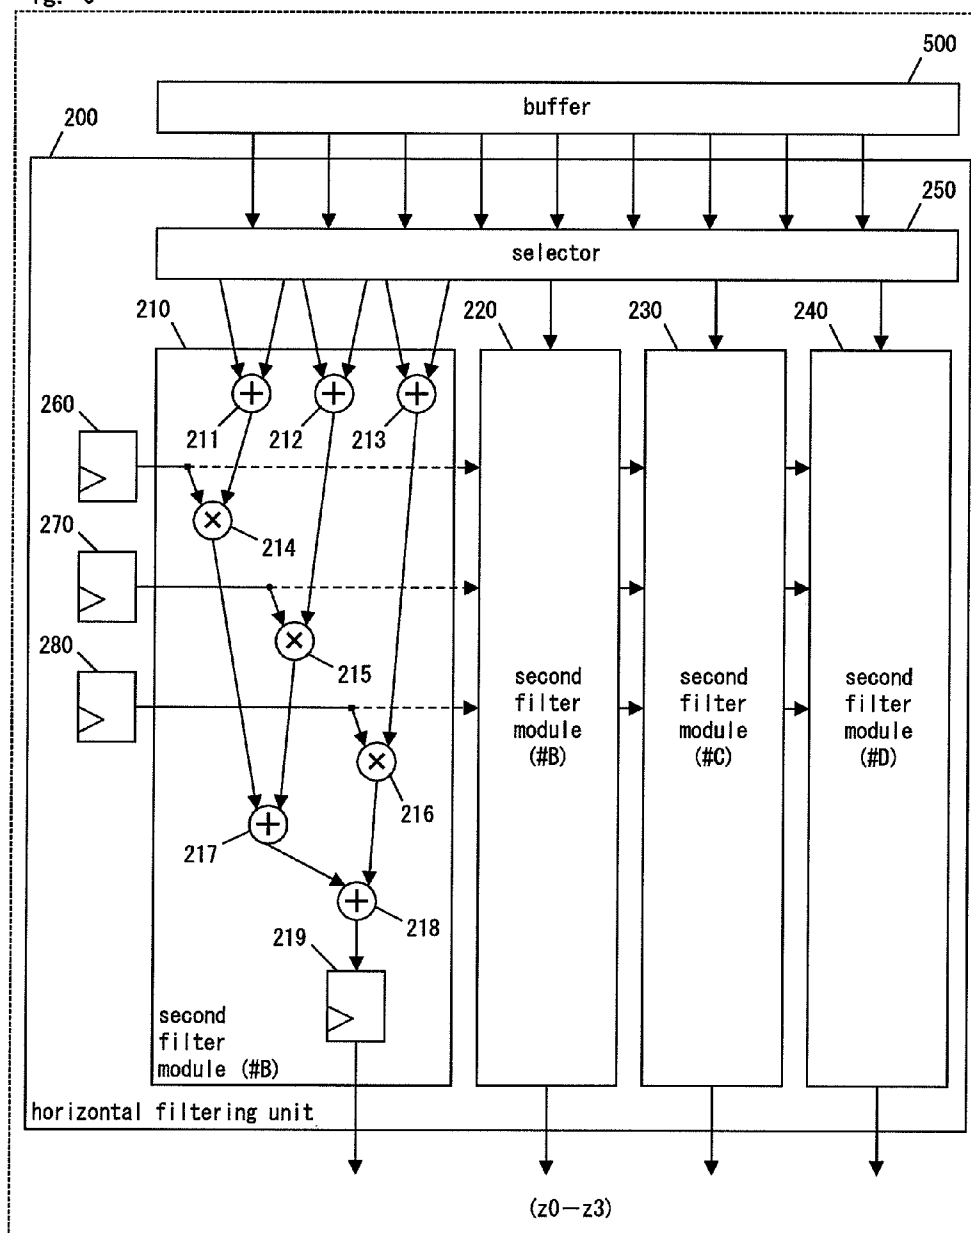 500
buffer
200
250
selector
210
220
230
240
260
211
212
213
270
214
280
215
second
filter
module
(#B)
second
filter
module
(#C)
second
filter
module
(#D)
216
217
218
219
second
filter
module (#B)
horizontal filtering unit
(z0－z3)